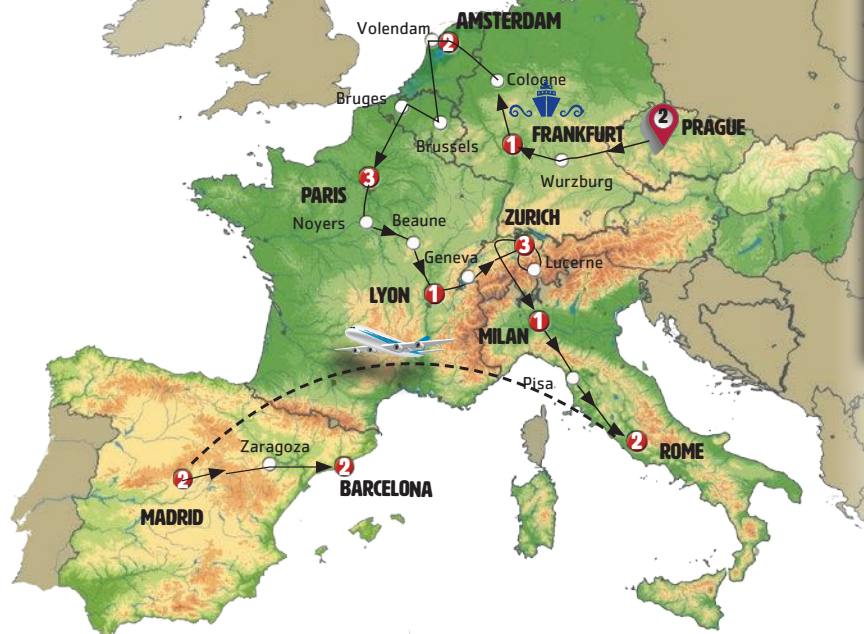 Volendam
AMSTERDAM
2
Cologne
Bruges
2
PRAGUE
FRANKFURT
1
Brussels
Wurzburg
3
PARIS
Noyers
Beaune
ZURICH
3
Geneva
Lucerne
LYON
1
MILAN
1
Pisa
Zaragoza
2
ROME
2
2
BARCELONA
MADRID